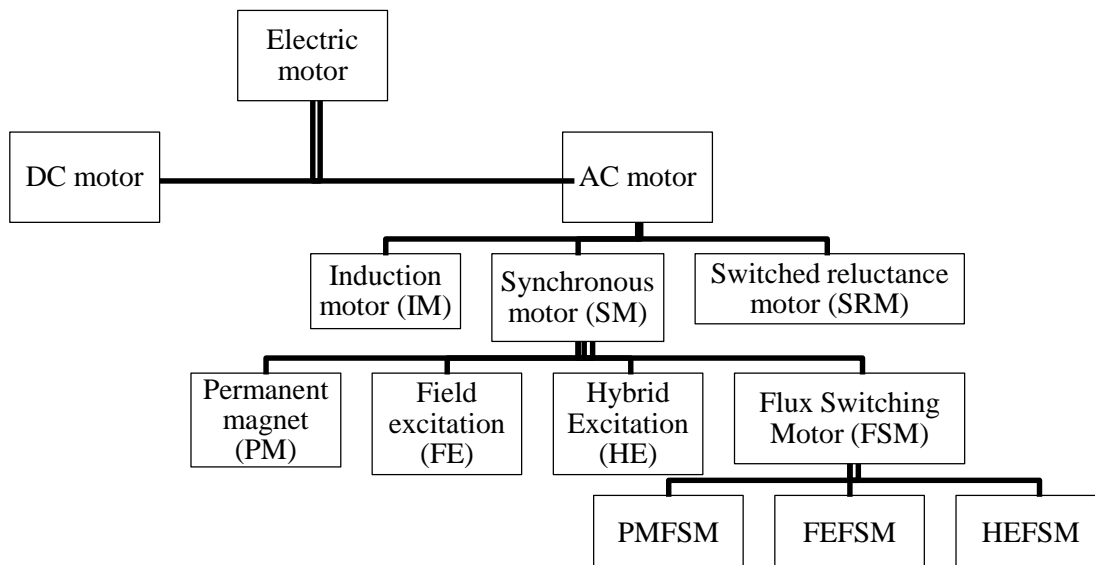 Electric
motor
DC motor
AC motor
Induction
motor (IM)
Synchronous
motor (SM)
Switched reluctance
motor (SRM)
Permanent
magnet
(PM)
Field
excitation
(FE)
Hybrid
Excitation
(HE)
Flux Switching
Motor (FSM)
PMFSM
FEFSM
HEFSM